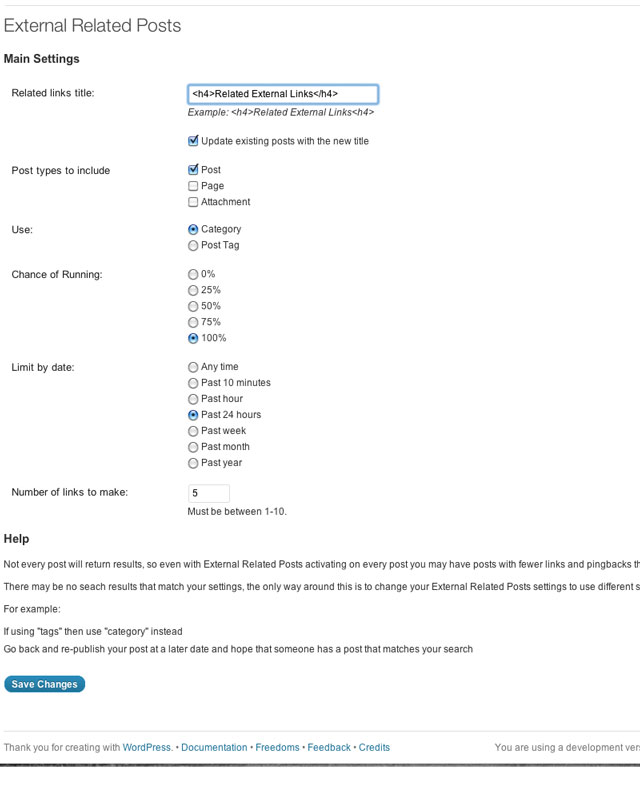 External Related Posts
Main Settings
Related links title:
<h4>Related External Links</h4>
Example: <h4>Related External Links<h4>
Update existing posts with the new title
Post types to include
Post
Page
Attachment
Use:
Category
Post Tag
Chance of Running:
0%
25%
50%
75%
100%
Limit by date:
Any time
Past 10 minutes
Past hour
Past 24 hours
Past week
Past month
Past year
Number of links to make:
5
Must be between 1-10.
Help
Not every post will return results, so even with External Related Posts activating on every post you may have posts with fewer links and pingbacks
There may be no seach results that match your settings, the only way around this is to change your External Related Posts settings to use different
For example:
If using "tags" then use "category" instead
Go back and re-publish your post at a later date and hope that someone has a post that matches your search
Save Changes
Thank you for creating with WordPress. • Documentation • Freedoms • Feedback • Credits
You are using a development